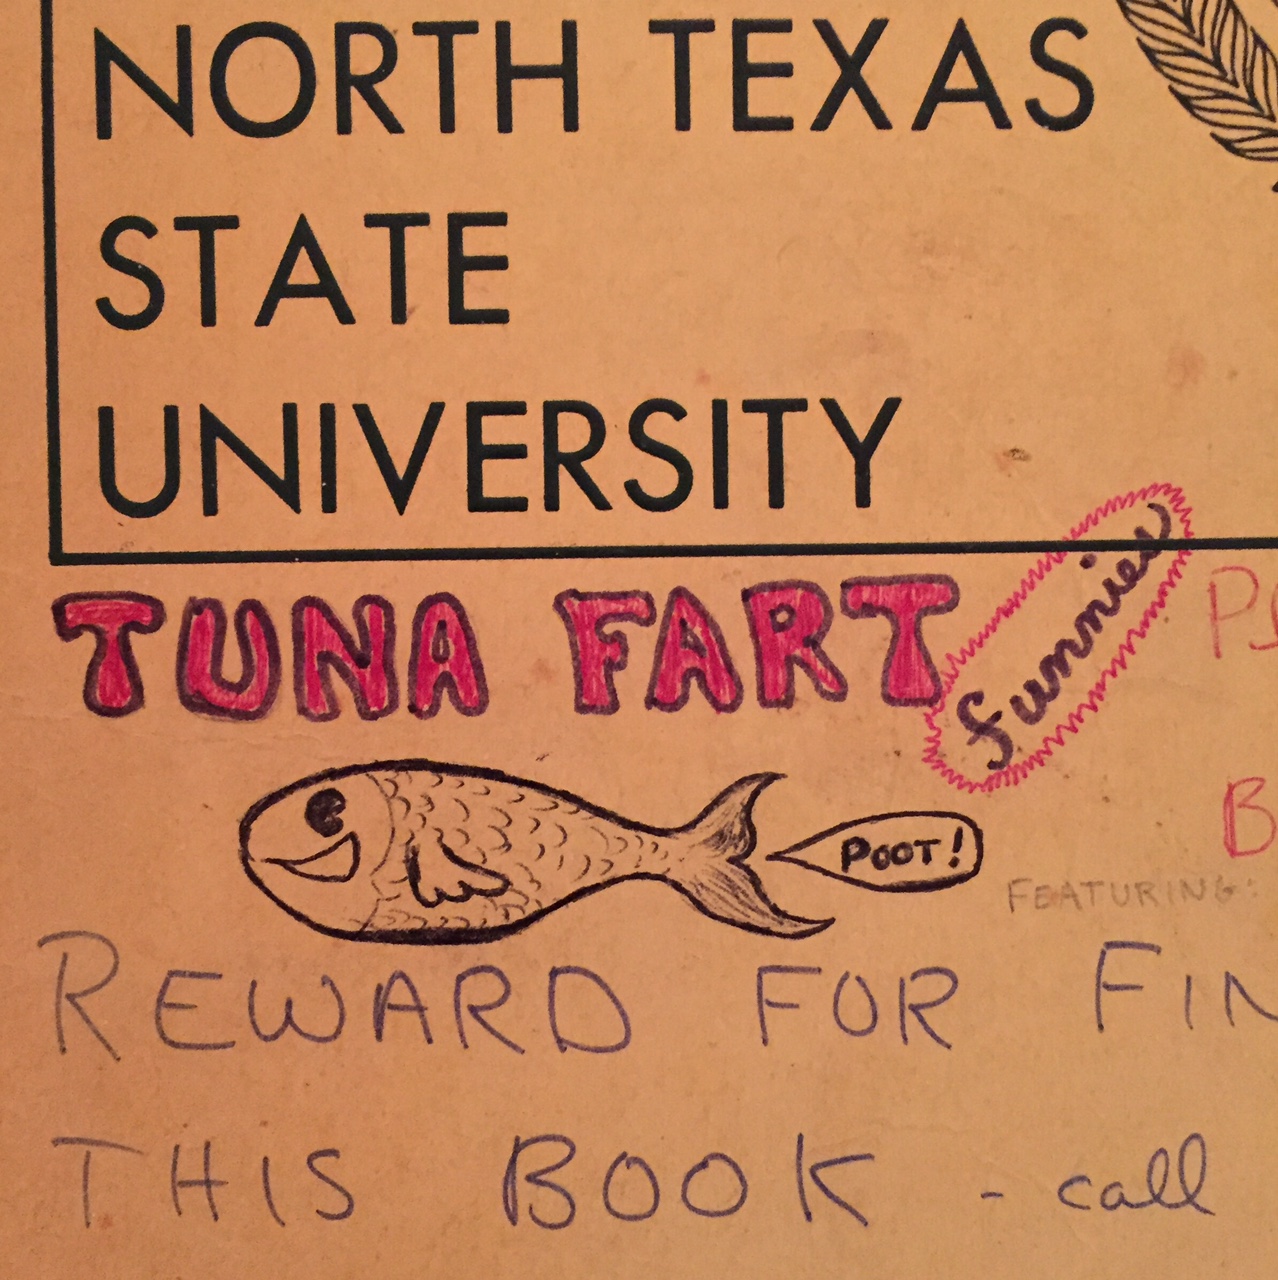 NORTH TEXAS
STATE
UNIVERSITY
TUNA FART
funnies
POOT!
FEATURING:
REWARD FOR FIN
THIS BOOK - call